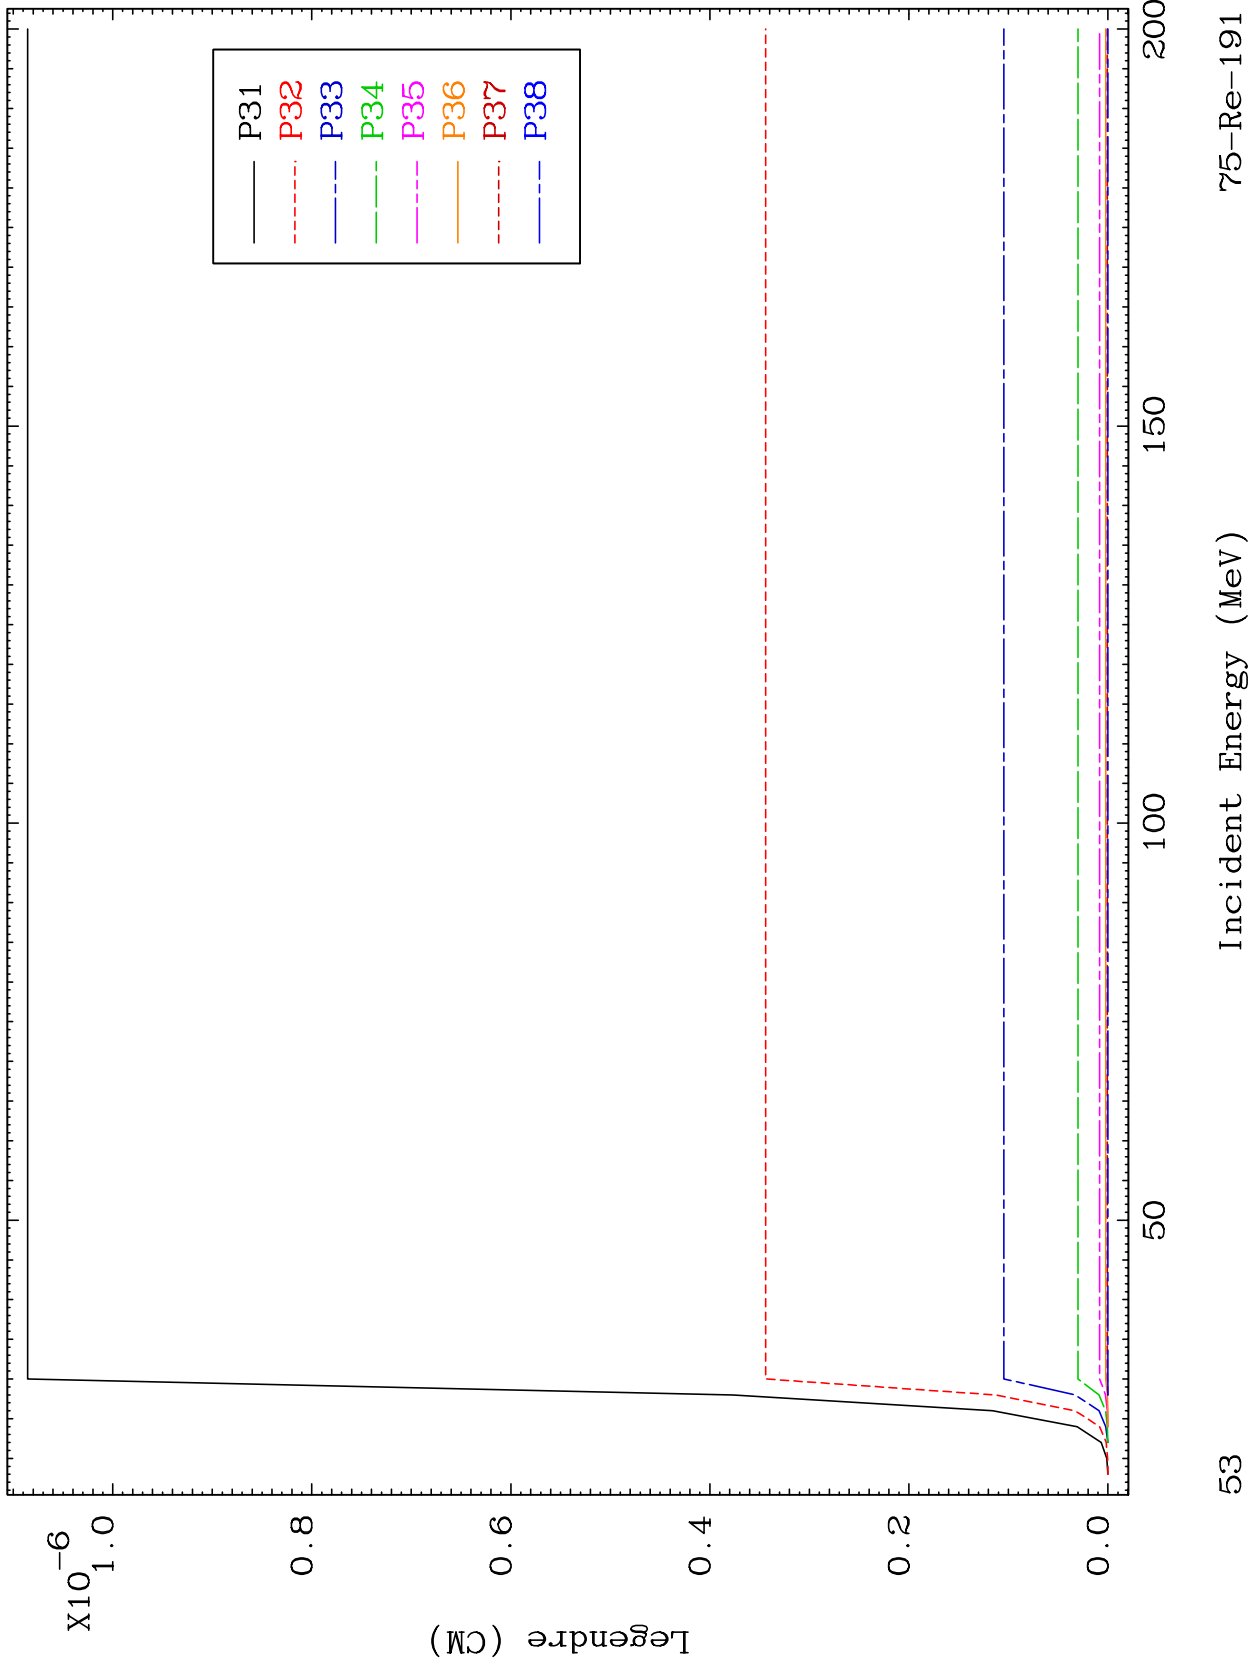 X10-6
1.0
0.8
0.6
0.4
0.2
0.0
Legendre (CM)
P31
P32
P33
P34
P35
P36
P37
P38
50
100
150
200
Incident Energy (MeV)
53
75-Re-191